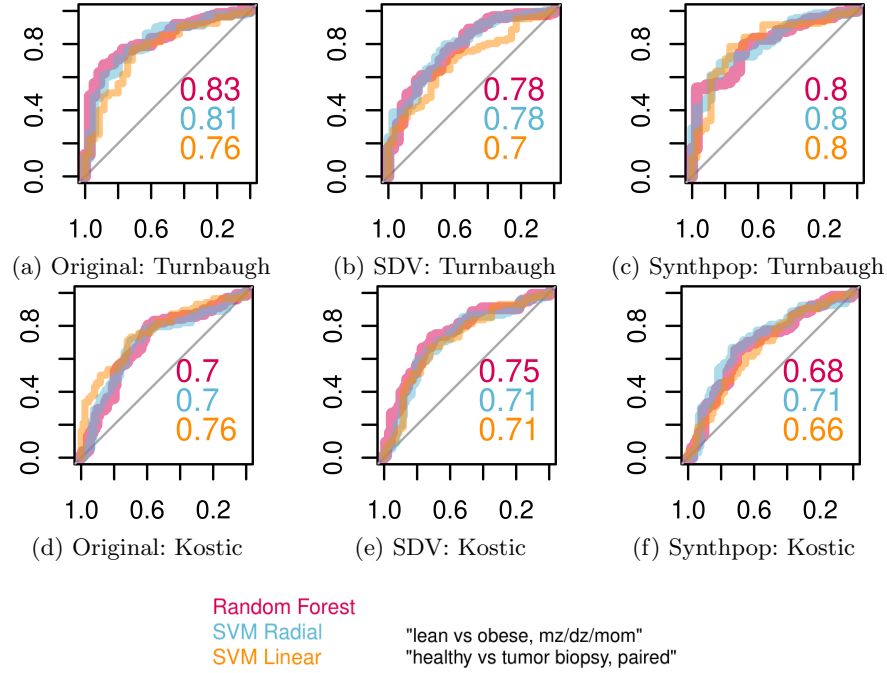 0.8
0.4
0.0
0.83
0.81
0.76
1.0 0.6 0.2
(a) Original: Turnbaugh
0.8
0.4
0.0
0.78
0.78
0.7
1.0 0.6 0.2
(b) SDV: Turnbaugh
0.8
0.4
0.0
0.8
0.8
0.8
1.0 0.6 0.2
(c) Synthpop: Turnbaugh
0.8
0.4
0.0
0.7
0.7
0.76
1.0 0.6 0.2
(d) Original: Kostic
0.8
0.4
0.0
0.75
0.71
0.71
1.0 0.6 0.2
(e) SDV: Kostic
0.8
0.4
0.0
0.68
0.71
0.66
1.0 0.6 0.2
(f) Synthpop: Kostic
Random Forest
SVM Radial
SVM Linear
"lean vs obese, mz/dz/mom"
"healthy vs tumor biopsy, paired"